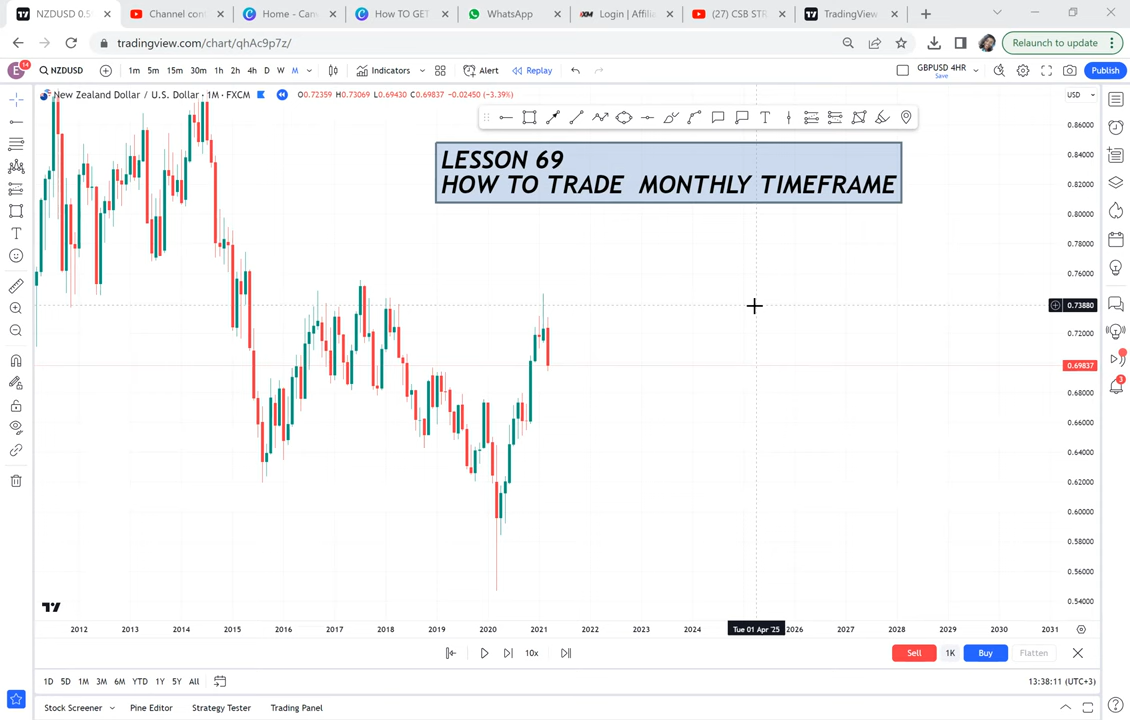 NZDUSD 0.5
Channel con
Home - Can
How TO GET
WhatsApp
Login | Affilia
(27) CSB STR
TradingView
tradingview.com/chart/qhAc9p7z/
Relaunch to update
E
14
NZDUSD
1m 5m 15m 30m 1h 2h 4h D W M
Indicators
Alert
Replay
GBPUSD 4HR
Save
Publish
New Zealand Dollar / U.S. Dollar · 1M · FXCM
O0.72359 H0.73069 L0.69430 C0.69837 −0.02450 (−3.39%)
USD
LESSON 69
HOW TO TRADE MONTHLY TIMEFRAME
0.86000
0.84000
0.82000
0.80000
0.78000
0.76000
0.73880
0.72000
0.69837
0.68000
0.66000
0.64000
0.62000
0.60000
0.58000
0.56000
0.54000
3
2012 2013 2014 2015 2016 2017 2018 2019 2020 2021 2022 2023 2024 Tue 01 Apr '25 2026 2027 2028 2029 2030 2031
10x
Sell 1K Buy Flatten
1D 5D 1M 3M 6M YTD 1Y 5Y All
13:38:11 (UTC+3)
Stock Screener Pine Editor Strategy Tester Trading Panel